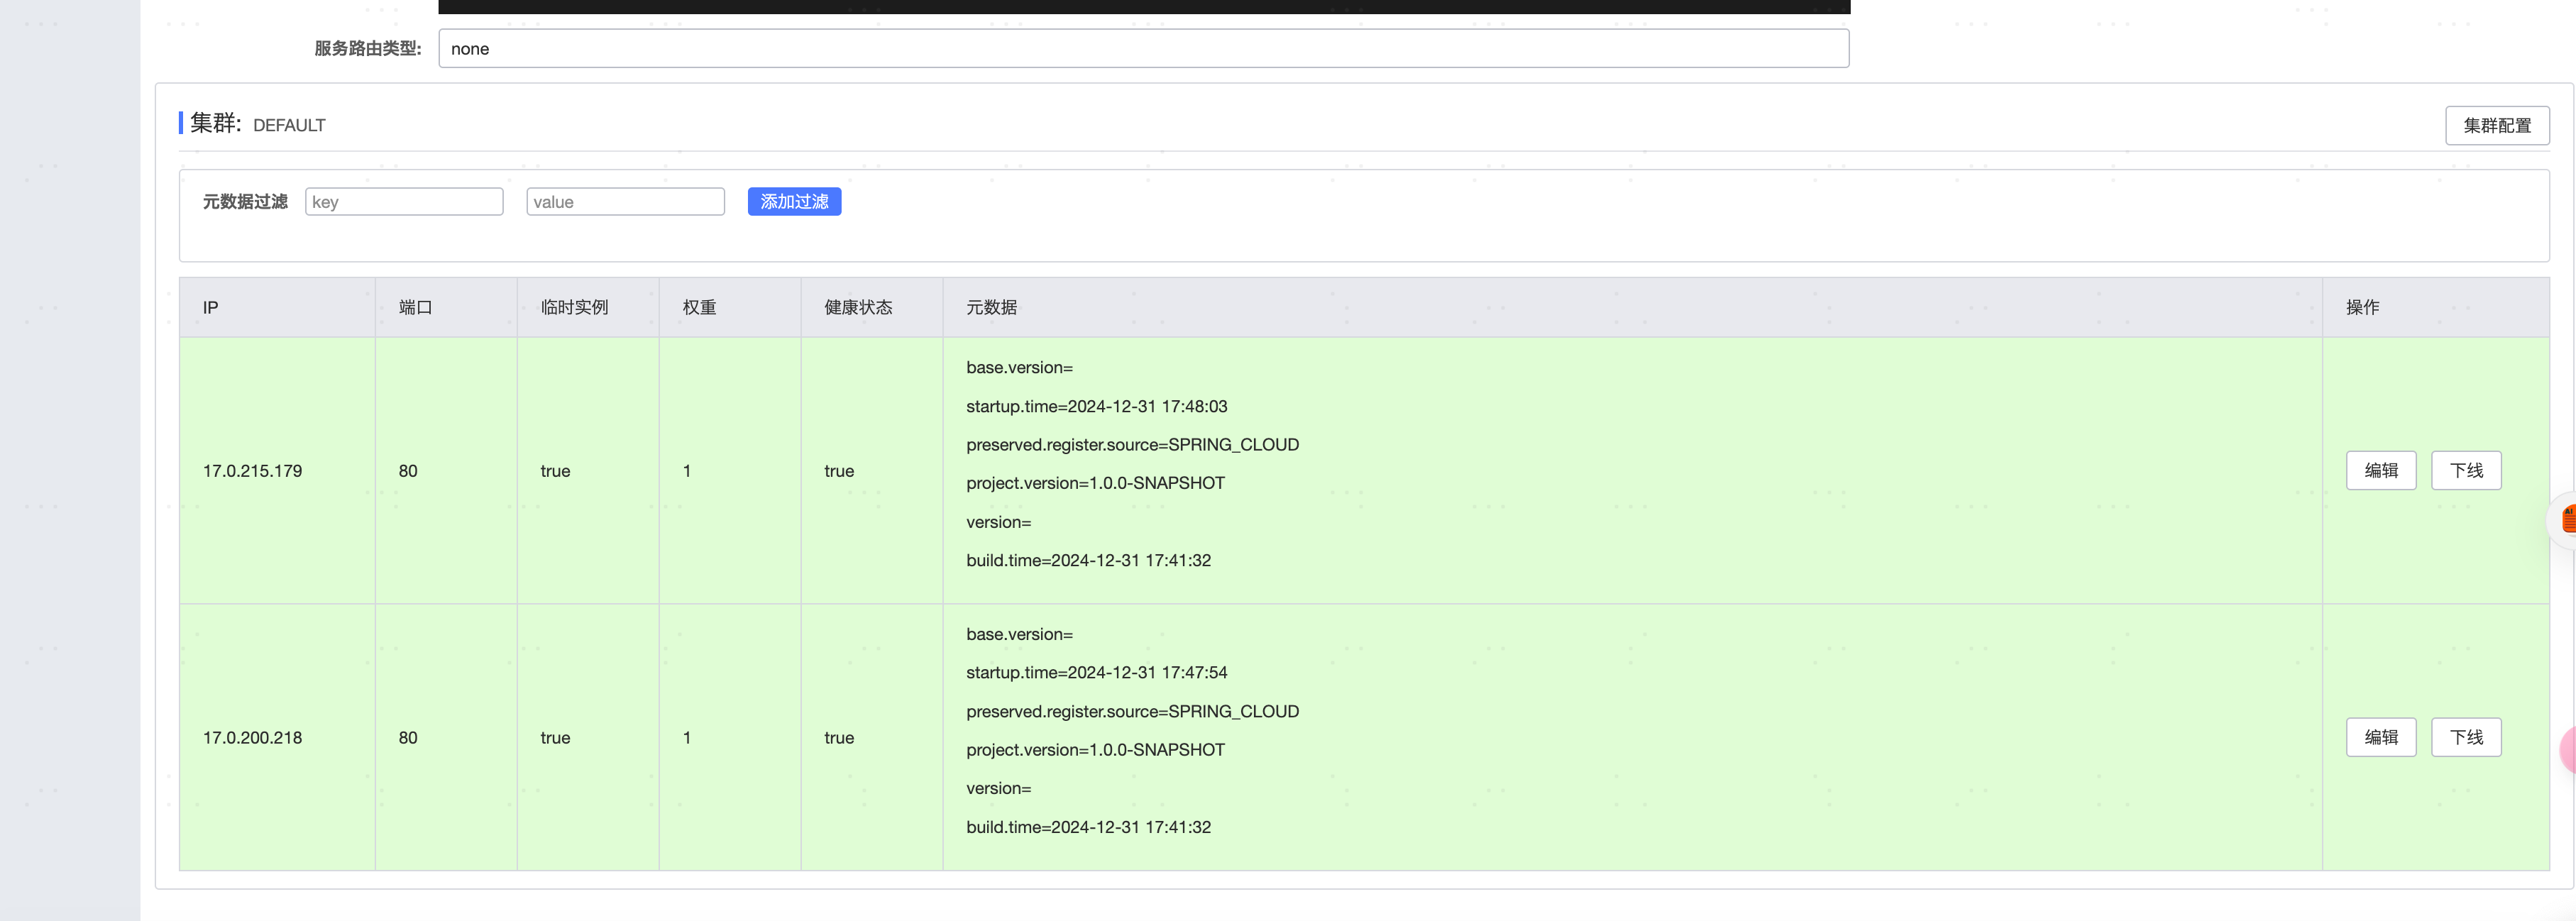 服务路由类型: none
集群: DEFAULT 集群配置
元数据过滤 key value 添加过滤
IP 端口 临时实例 权重 健康状态 元数据 操作
base.version=
startup.time=2024-12-31 17:48:03
preserved.register.source=SPRING_CLOUD
17.0.215.179 80 true 1 true 编辑 下线
project.version=1.0.0-SNAPSHOT
version=
build.time=2024-12-31 17:41:32
base.version=
startup.time=2024-12-31 17:47:54
preserved.register.source=SPRING_CLOUD
17.0.200.218 80 true 1 true 编辑 下线
project.version=1.0.0-SNAPSHOT
version=
build.time=2024-12-31 17:41:32